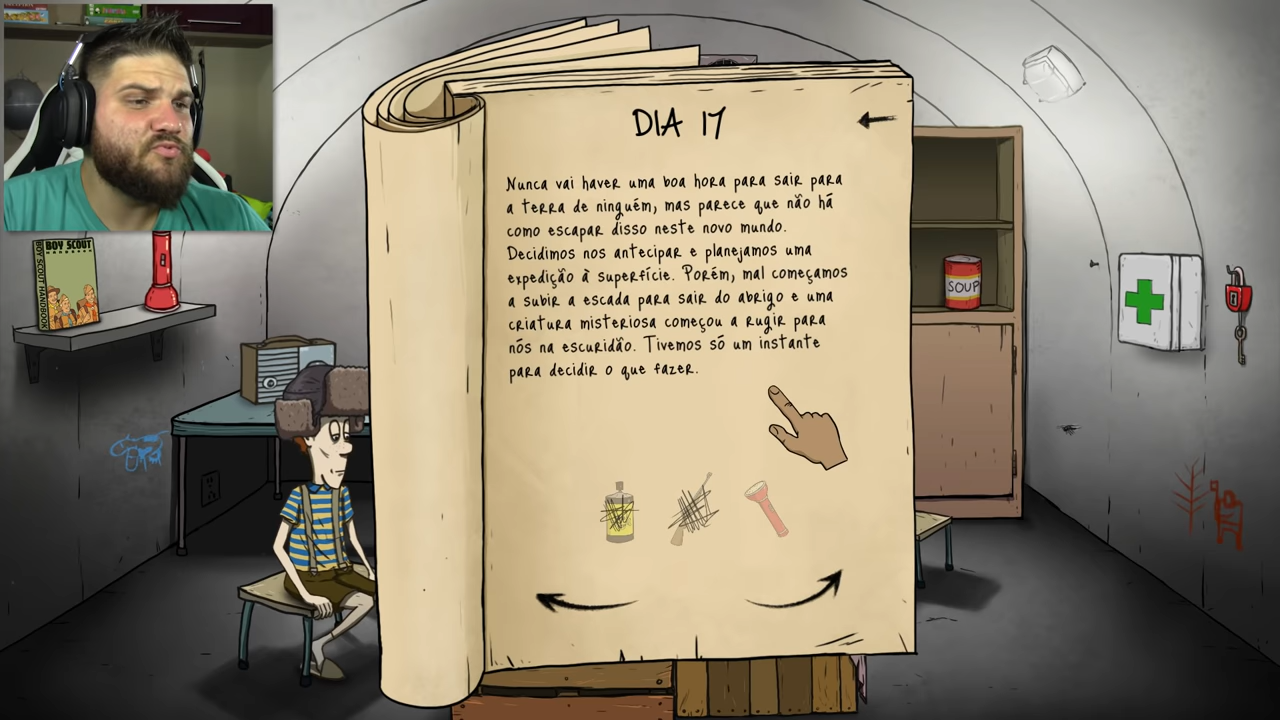 DIA 17
Nunca vai haver uma boa hora para sair para
a terra de ninguém, mas parece que não há
como escapar disso neste novo mundo.
Decidimos nos antecipar e planejamos uma
expedição à superfície. Porém, mal começamos
a subir a escada para sair do abrigo e uma
criatura misteriosa começou a rugir para
nós na escuridão. Tivemos só um instante
para decidir o que fazer.
BOY SCOUT
BOY SCOUT HANDBOOK
SOUP